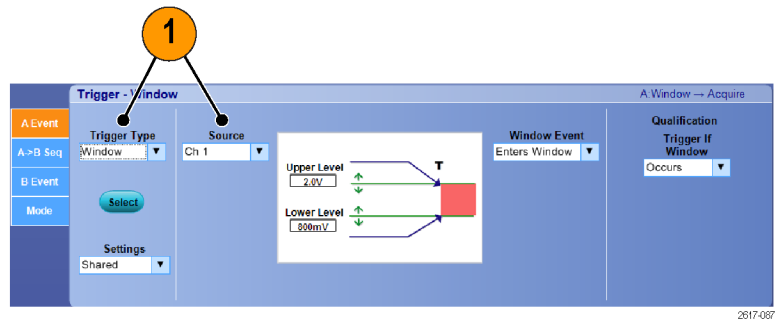 1
Trigger - Window
A:Window → Acquire
A Event
A->B Seq
B Event
Mode
Trigger Type
Window
Select
Settings
Shared
Source
Ch 1
Upper Level
2.0V
Lower Level
800mV
T
Window Event
Enters Window
Qualification
Trigger If
Window
Occurs
2617-087